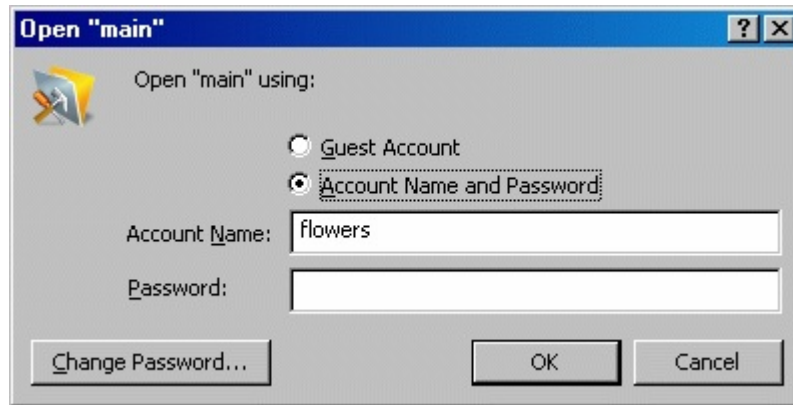 Open "main"
Open "main" using:
Guest Account
Account Name and Password
Account Name: flowers
Password:
Change Password... OK Cancel